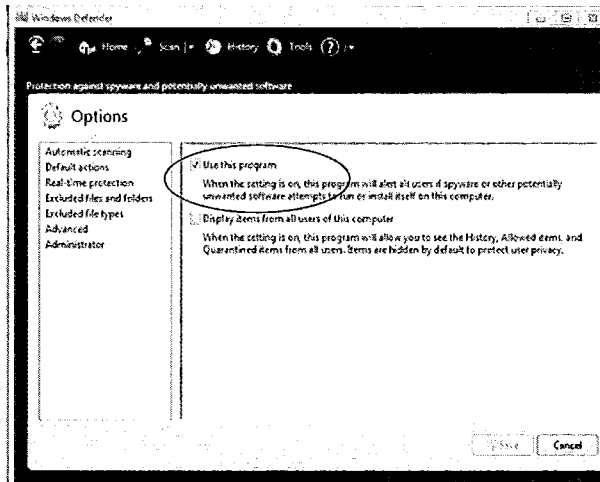 Windows Defender
Home Scan History Tools
Protection against spyware and potentially unwanted software
Options
Automatic scanning
Default actions
Real-time protection
Excluded files and folders
Excluded file types
Advanced
Administrator
Use this program
When the setting is on, this program will alert all users if spyware or other potentially
unwanted software attempts to run or install itself on this computer.
Display items from all users of this computer
When the setting is on, this program will allow you to see the History, Allowed items, and
Quarantined items from all users. Items are hidden by default to protect user privacy.
Save Cancel